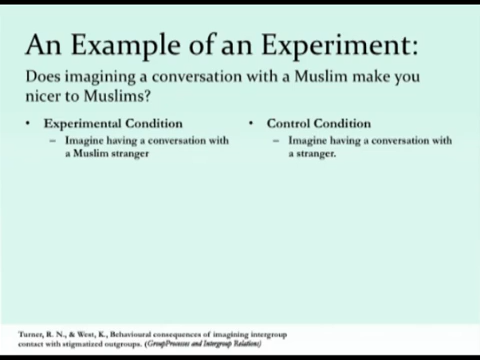 An Example of an Experiment:
Does imagining a conversation with a Muslim make you
nicer to Muslims?
• Experimental Condition
– Imagine having a conversation with
a Muslim stranger
• Control Condition
– Imagine having a conversation with
a stranger.
Turner, R. N., & West, K., Behavioural consequences of imagining intergroup
contact with stigmatized outgroups. (GroupProcesses and Intergroup Relations)